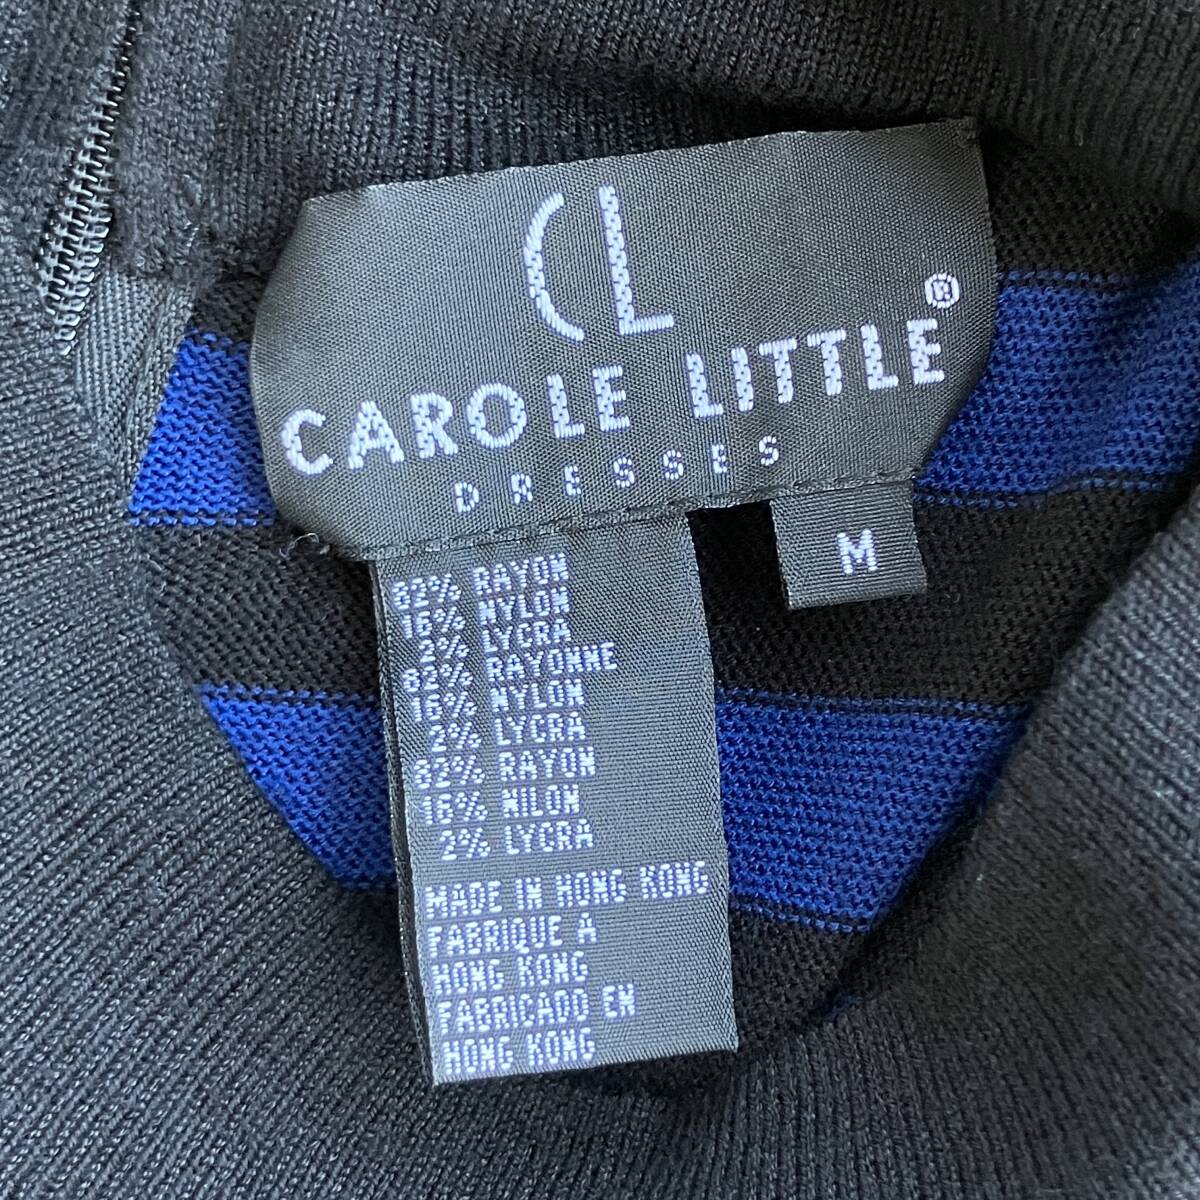 CL
CAROLE LITTLE®
DRESSES
M
82% RAYON
16% NYLON
2% LYCRA
82% RAYONNE
16% NYLON
2% LYCRA
82% RAYON
16% NILON
2% LYCRA
MADE IN HONG KONG
FABRIQUE A
HONG KONG
FABRICADO EN
HONG KONG